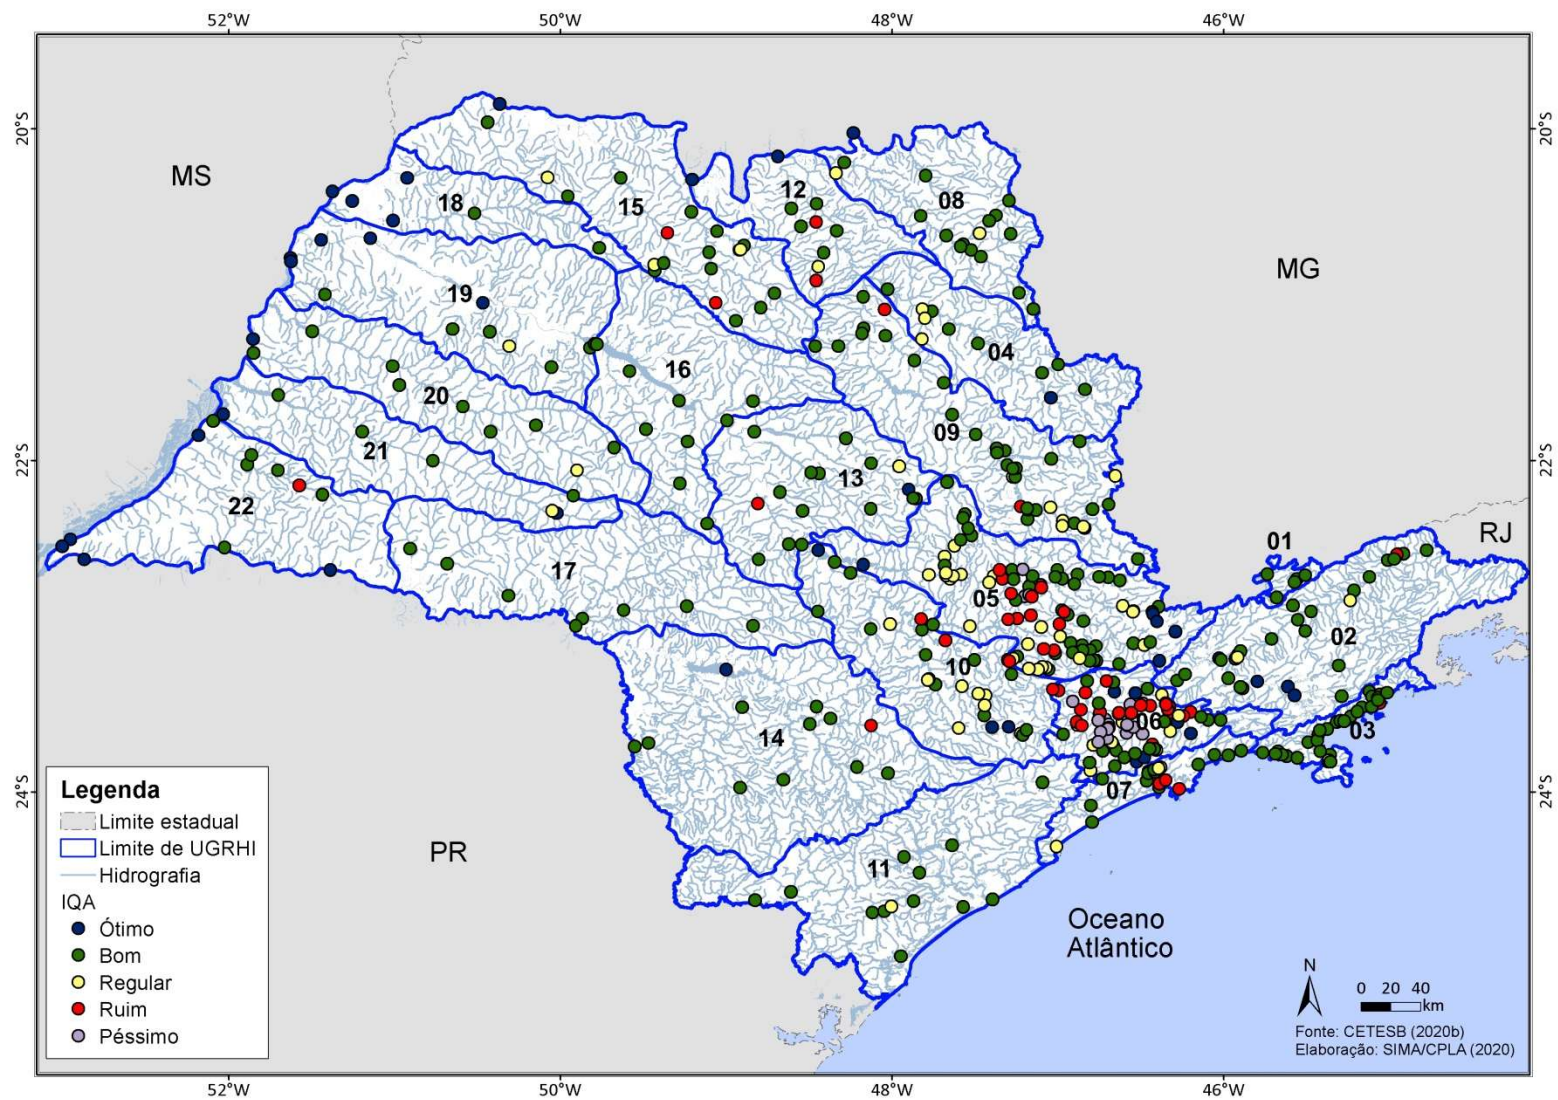 52°W 50°W 48°W 46°W
20°S 20°S
MS
MG
RJ
12
08
18
15
19
04
16
20
09
21
13
22
01
17
05
02
10
06
03
14
07
11
22°S 22°S
24°S 24°S
PR
Oceano
Atlântico
Legenda
Limite estadual
Limite de UGRHI
Hidrografia
IQA
Ótimo
Bom
Regular
Ruim
Péssimo
N
0 20 40
km
Fonte: CETESB (2020b)
Elaboração: SIMA/CPLA (2020)
52°W 50°W 48°W 46°W